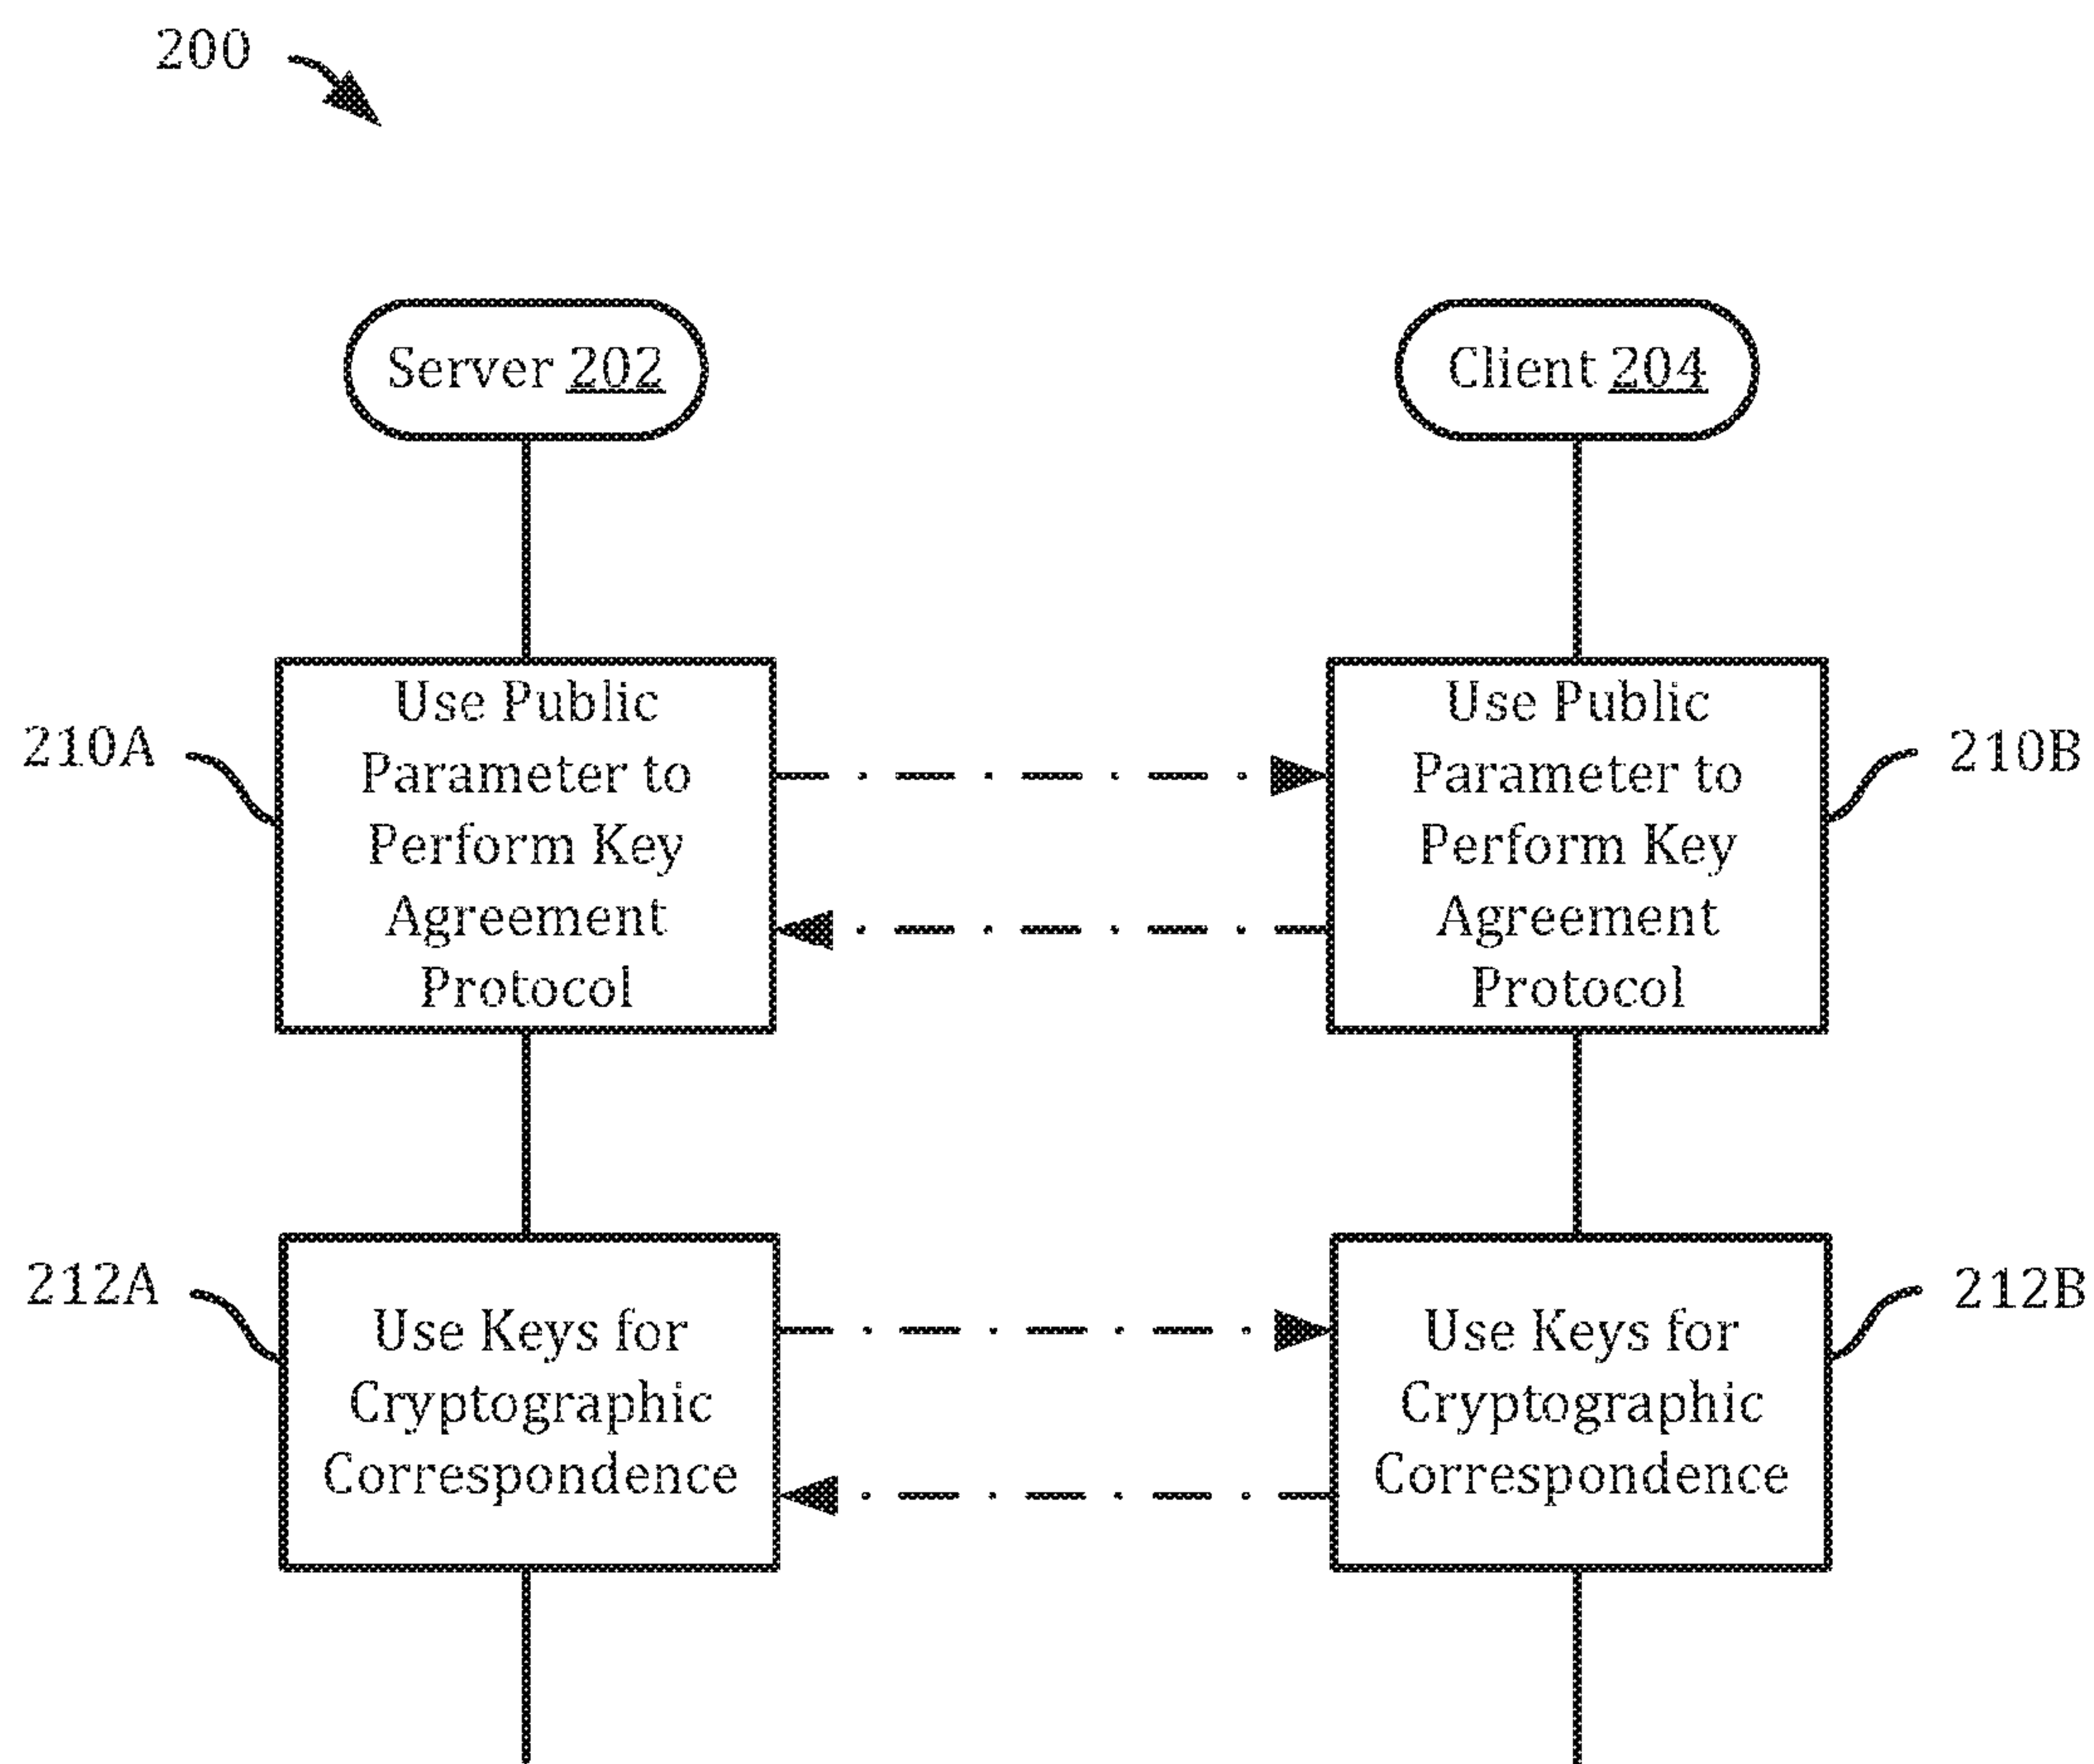 200
Server 202
Client 204
210A
Use Public
Parameter to
Perform Key
Agreement
Protocol
Use Public
Parameter to
Perform Key
Agreement
Protocol
210B
212A
Use Keys for
Cryptographic
Correspondence
Use Keys for
Cryptographic
Correspondence
212B